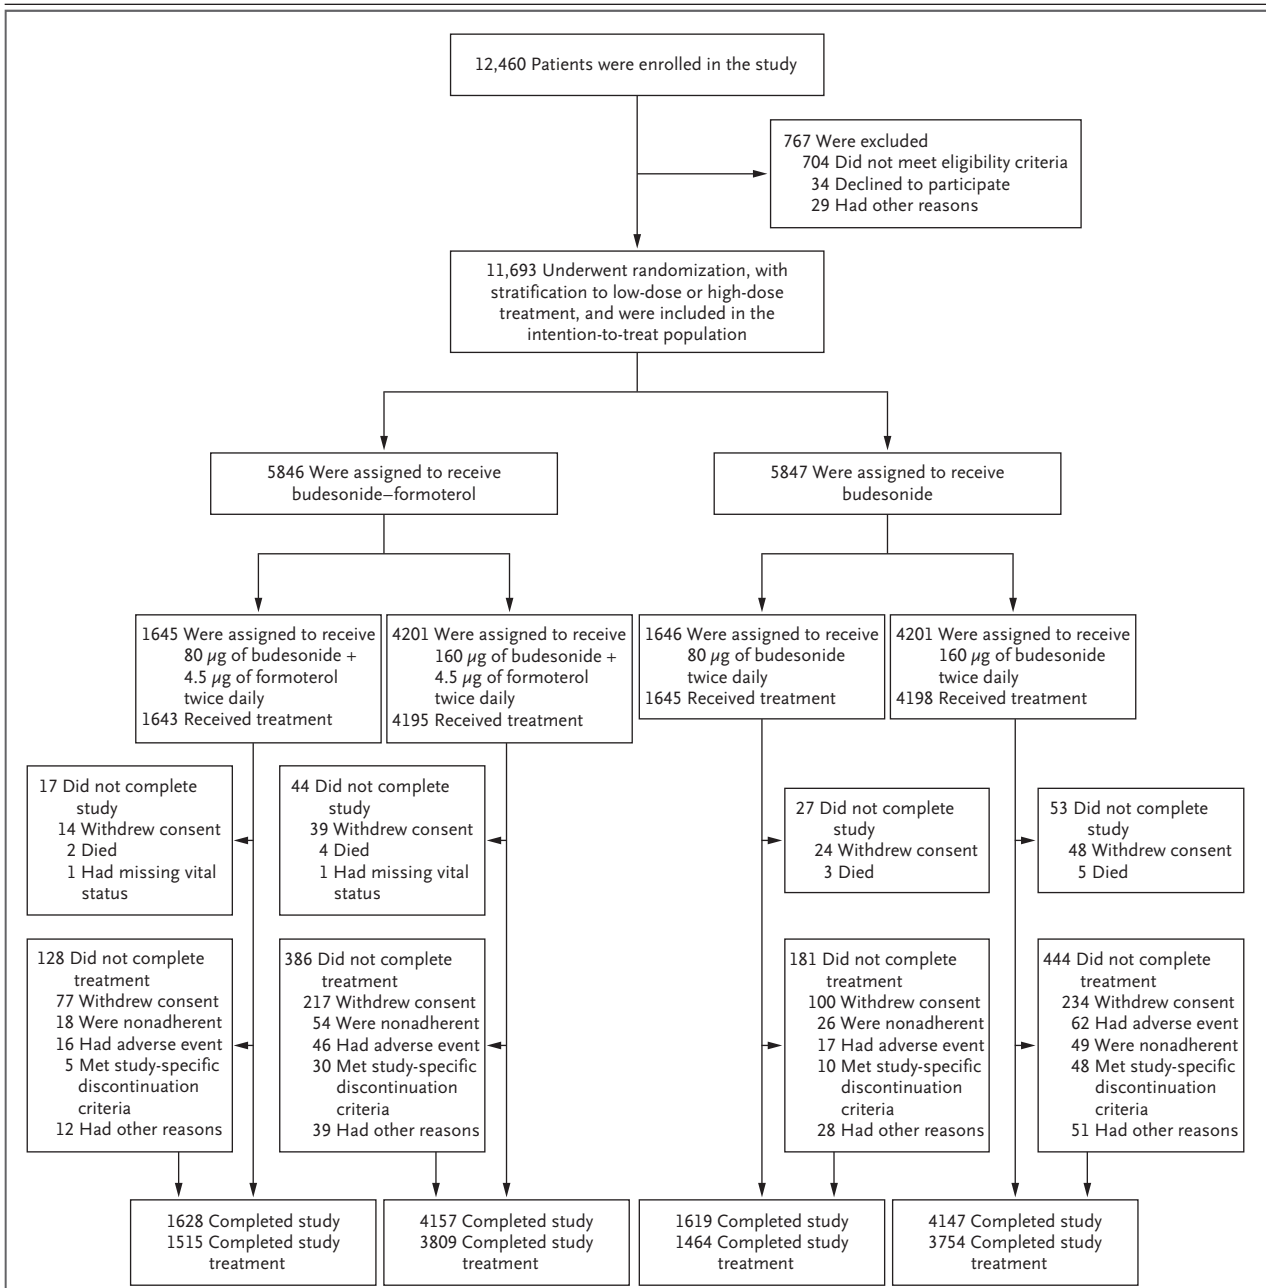 12,460 Patients were enrolled in the study
767 Were excluded
704 Did not meet eligibility criteria
34 Declined to participate
29 Had other reasons
11,693 Underwent randomization, with
stratification to low-dose or high-dose
treatment, and were included in the
intention-to-treat population
5846 Were assigned to receive
budesonide–formoterol
5847 Were assigned to receive
budesonide
1645 Were assigned to receive
80 µg of budesonide +
4.5 µg of formoterol
twice daily
1643 Received treatment
4201 Were assigned to receive
160 µg of budesonide +
4.5 µg of formoterol
twice daily
4195 Received treatment
1646 Were assigned to receive
80 µg of budesonide
twice daily
1645 Received treatment
4201 Were assigned to receive
160 µg of budesonide
twice daily
4198 Received treatment
17 Did not complete
study
14 Withdrew consent
2 Died
1 Had missing vital
status
44 Did not complete
study
39 Withdrew consent
4 Died
1 Had missing vital
status
27 Did not complete
study
24 Withdrew consent
3 Died
53 Did not complete
study
48 Withdrew consent
5 Died
128 Did not complete
treatment
77 Withdrew consent
18 Were nonadherent
16 Had adverse event
5 Met study-specific
discontinuation
criteria
12 Had other reasons
386 Did not complete
treatment
217 Withdrew consent
54 Were nonadherent
46 Had adverse event
30 Met study-specific
discontinuation
criteria
39 Had other reasons
181 Did not complete
treatment
100 Withdrew consent
26 Were nonadherent
17 Had adverse event
10 Met study-specific
discontinuation
criteria
28 Had other reasons
444 Did not complete
treatment
234 Withdrew consent
62 Had adverse event
49 Were nonadherent
48 Met study-specific
discontinuation
criteria
51 Had other reasons
1628 Completed study
1515 Completed study
treatment
4157 Completed study
3809 Completed study
treatment
1619 Completed study
1464 Completed study
treatment
4147 Completed study
3754 Completed study
treatment